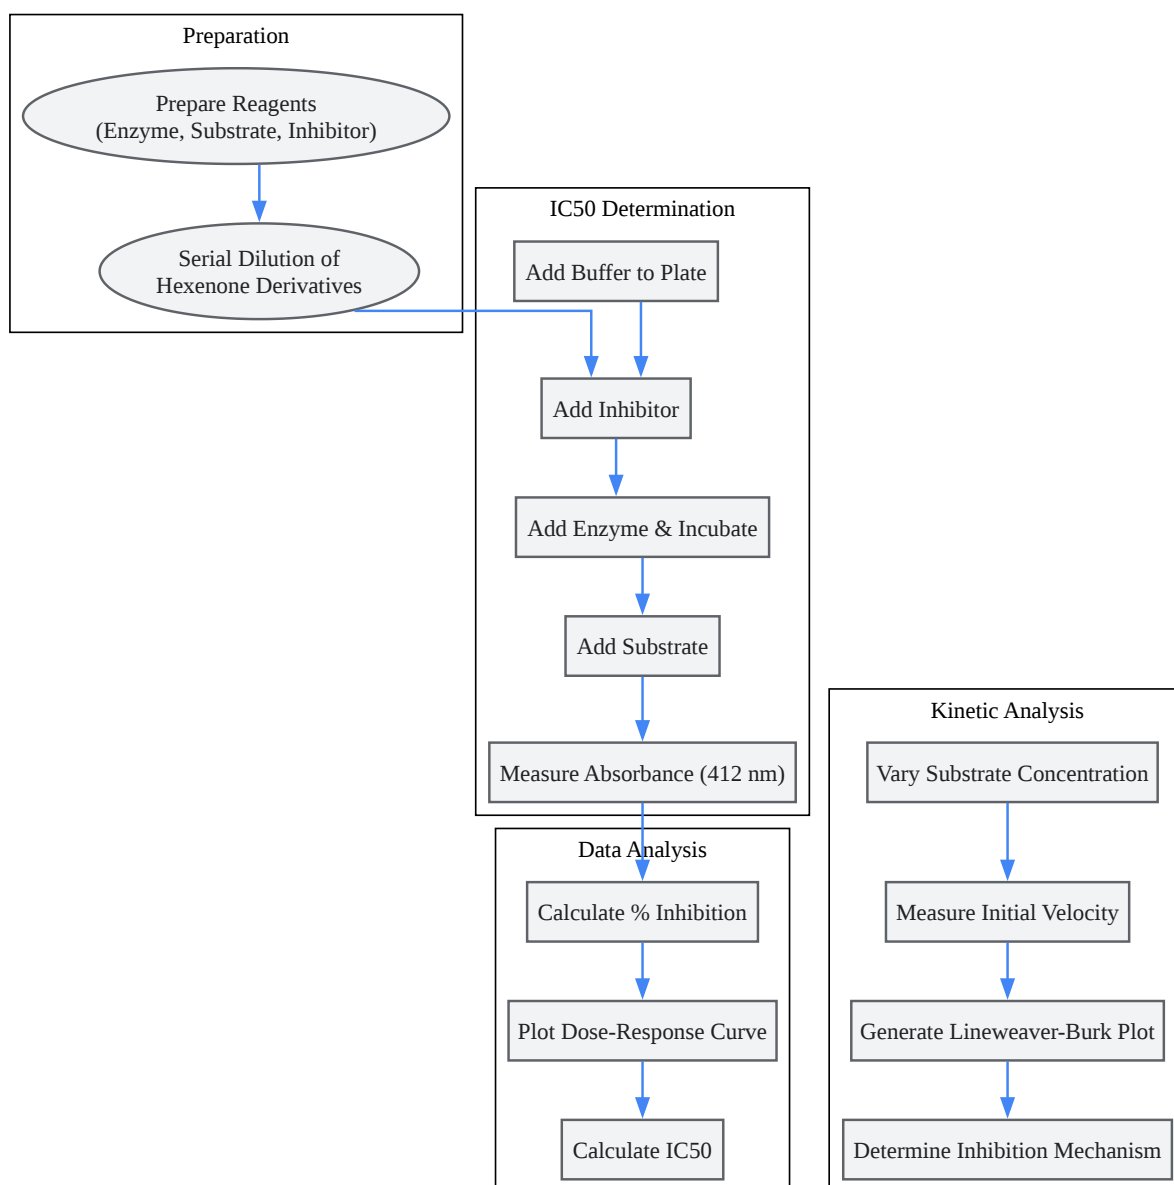 Preparation
Prepare Reagents
(Enzyme, Substrate, Inhibitor)
Serial Dilution of
Hexenone Derivatives
IC50 Determination
Add Buffer to Plate
Add Inhibitor
Add Enzyme & Incubate
Add Substrate
Measure Absorbance (412 nm)
Data Analysis
Calculate % Inhibition
Plot Dose-Response Curve
Calculate IC50
Kinetic Analysis
Vary Substrate Concentration
Measure Initial Velocity
Generate Lineweaver-Burk Plot
Determine Inhibition Mechanism